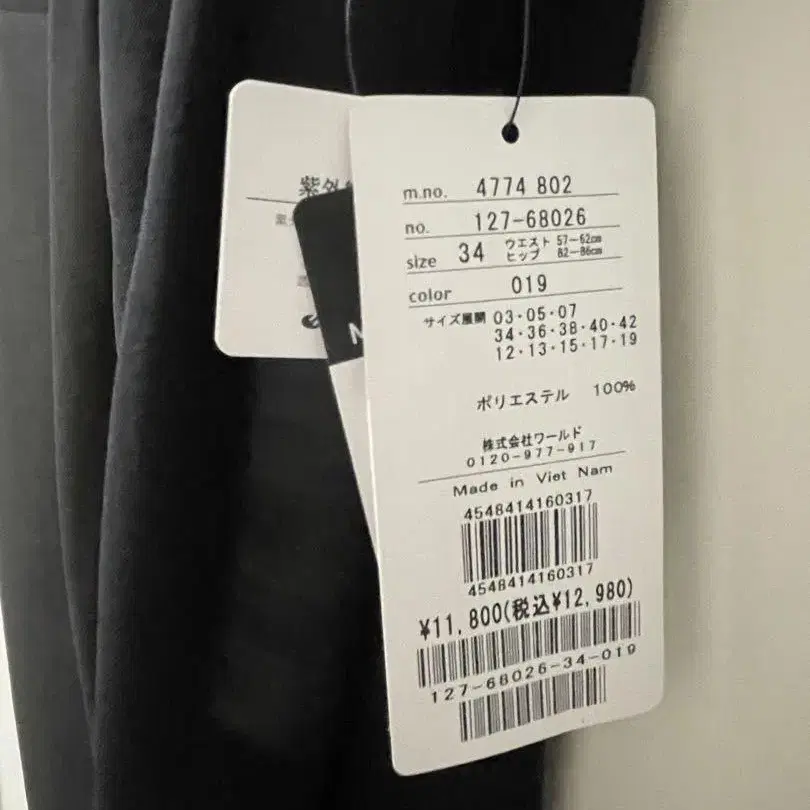 紫外
m.no. 4774 802
no. 127-68026
size 34 ウエスト 57～62cm
ヒップ 82～86cm
color 019
サイズ展開 03・05・07
34・36・38・40・42
12・13・15・17・19
ポリエステル 100%
株式会社ワールド
0120-977-917
Made in Viet Nam
4548414160317
4548414160317
¥11,800(税込¥12,980)
127-68026-34-019